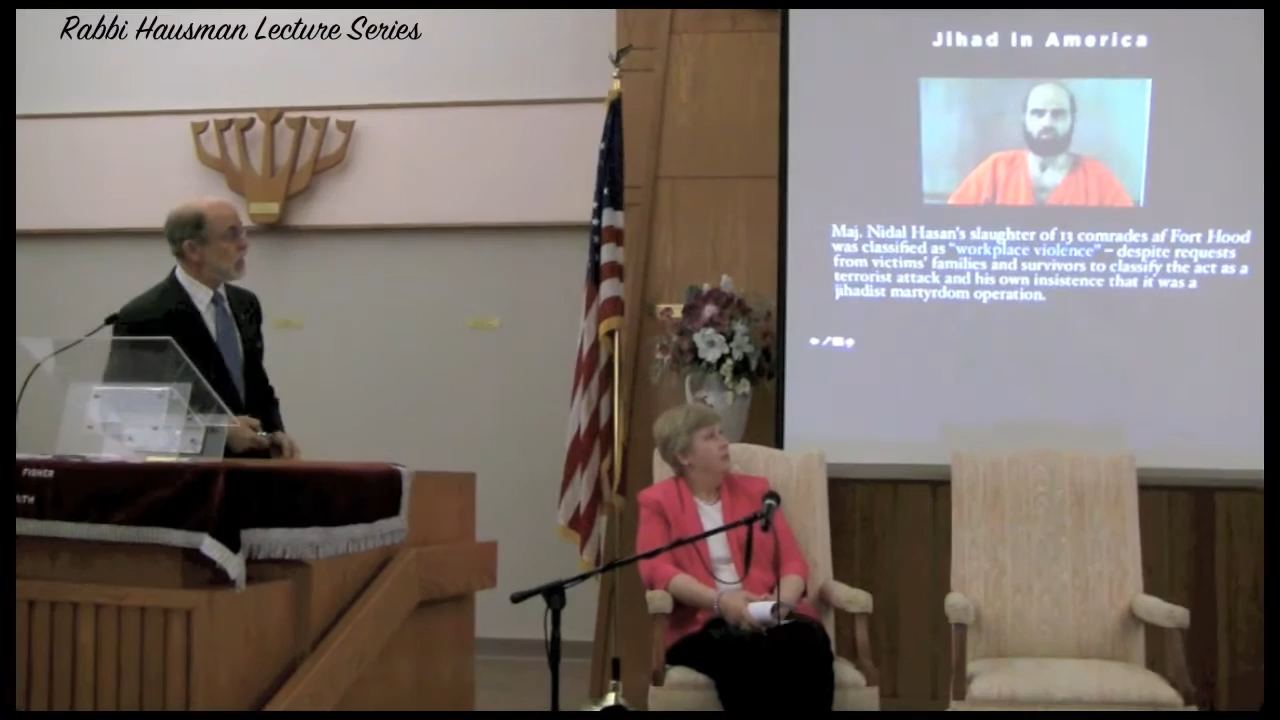 Rabbi Hausman Lecture Series
Jihad in America
Maj. Nidal Hasan's slaughter of 13 comrades af Fort Hood
was classified as "workplace violence" – despite requests
from victims' families and survivors to classify the act as a
terrorist attack and his own insistence that it was a
jihadist martyrdom operation.
FISHER